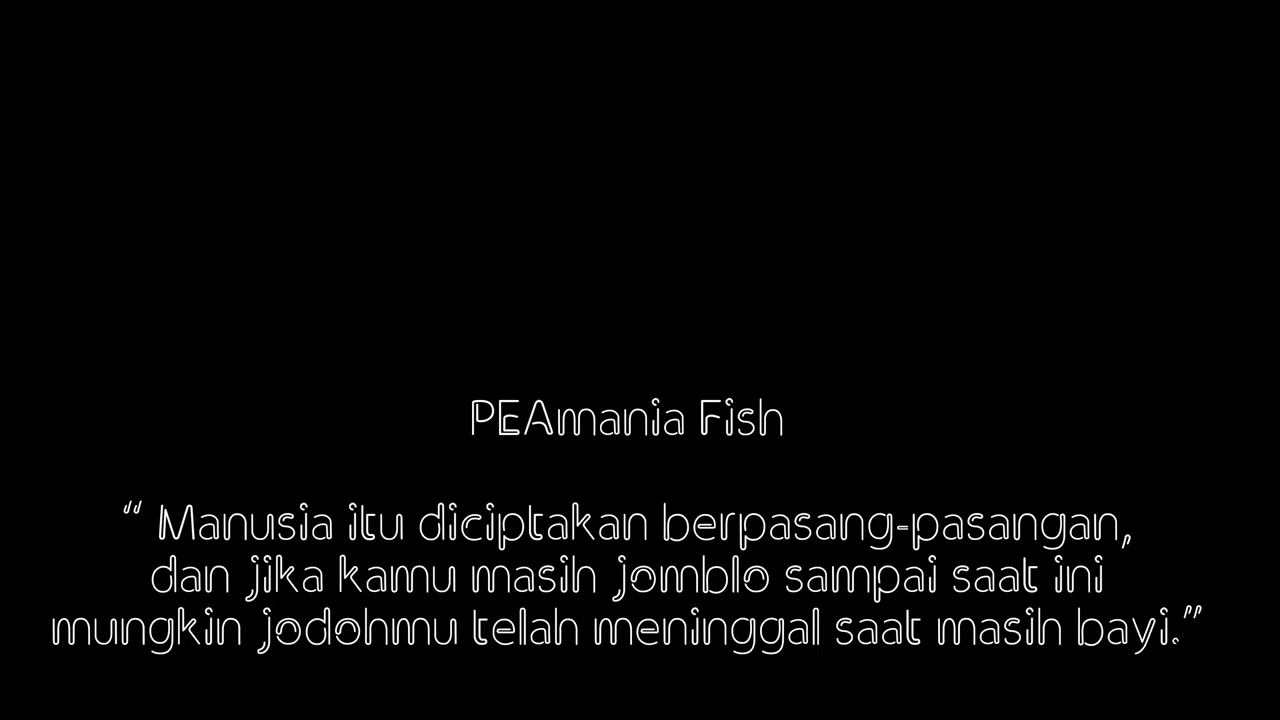 PEAmania Fish
“ Manusia itu diciptakan berpasang-pasangan,
dan jika kamu masih jomblo sampai saat ini
mungkin jodohmu telah meninggal saat masih bayi.”